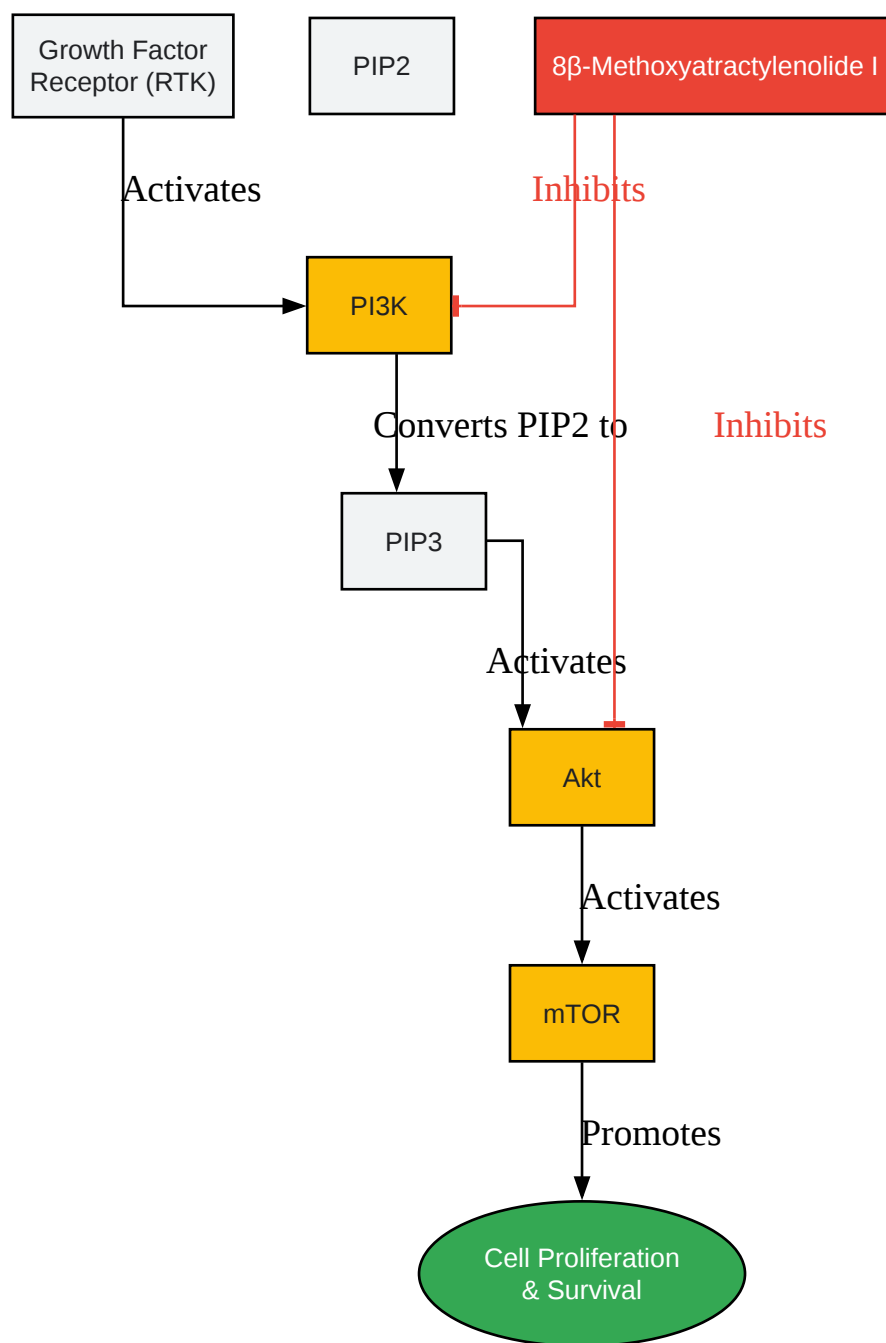 Growth Factor
Receptor (RTK)
PIP2
8β-Methoxyatractylenolide I
Activates
Inhibits
PI3K
Converts PIP2 to
Inhibits
PIP3
Activates
Akt
Activates
mTOR
Promotes
Cell Proliferation
& Survival